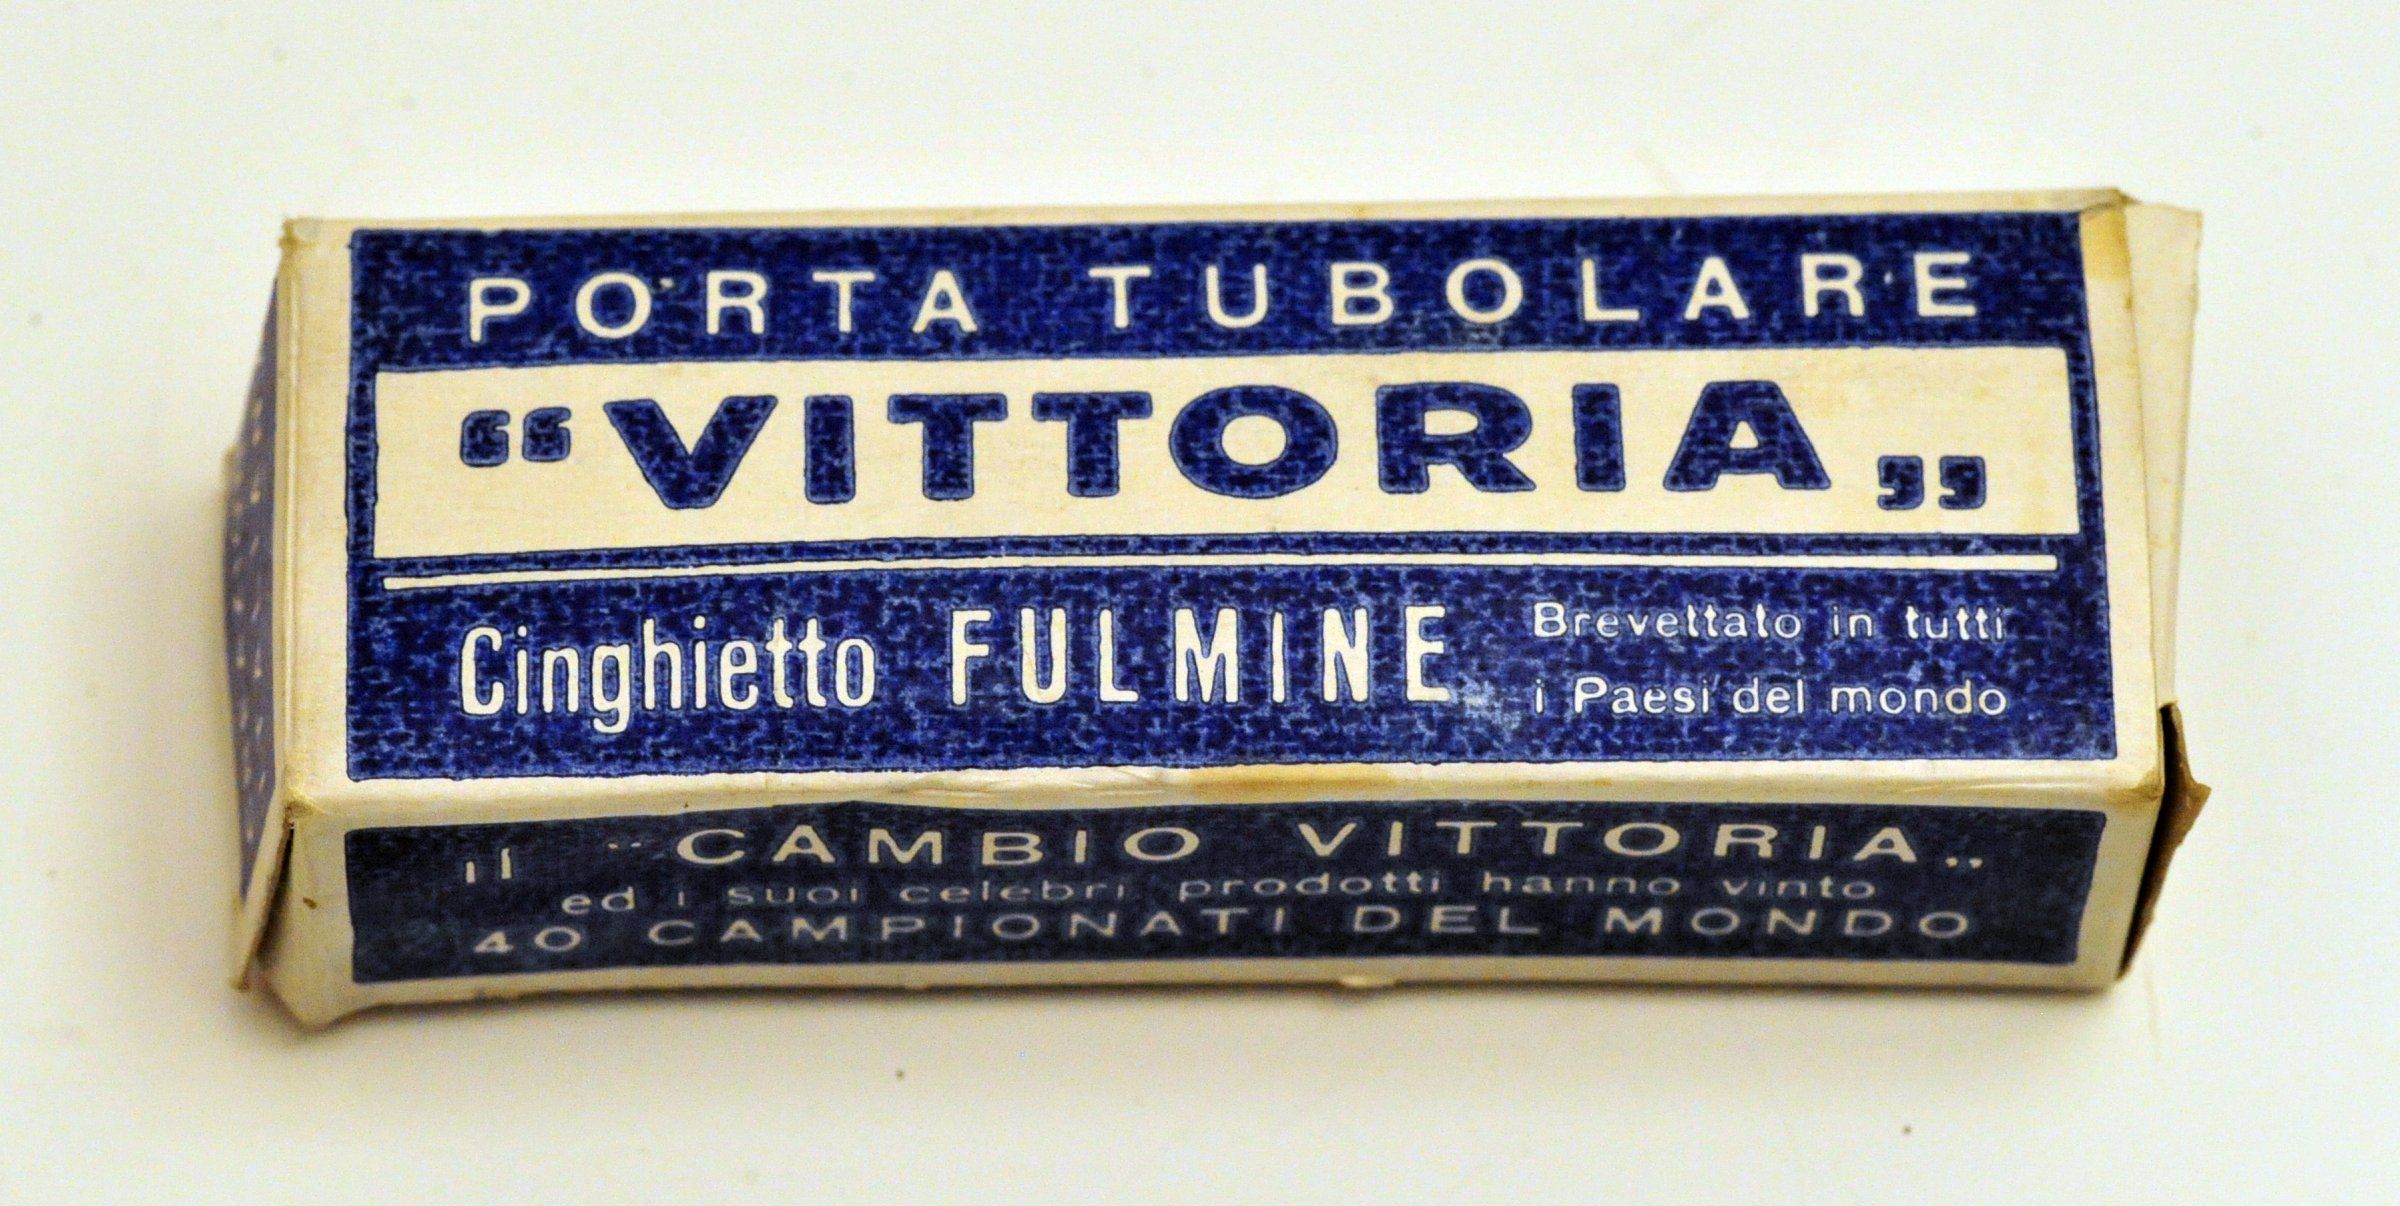 PORTA TUBOLARE
“VITTORIA„
Cinghietto FULMINE
Brevettato in tutti
i Paesi del mondo
Il “CAMBIO VITTORIA„
ed i suoi celebri prodotti hanno vinto
40 CAMPIONATI DEL MONDO